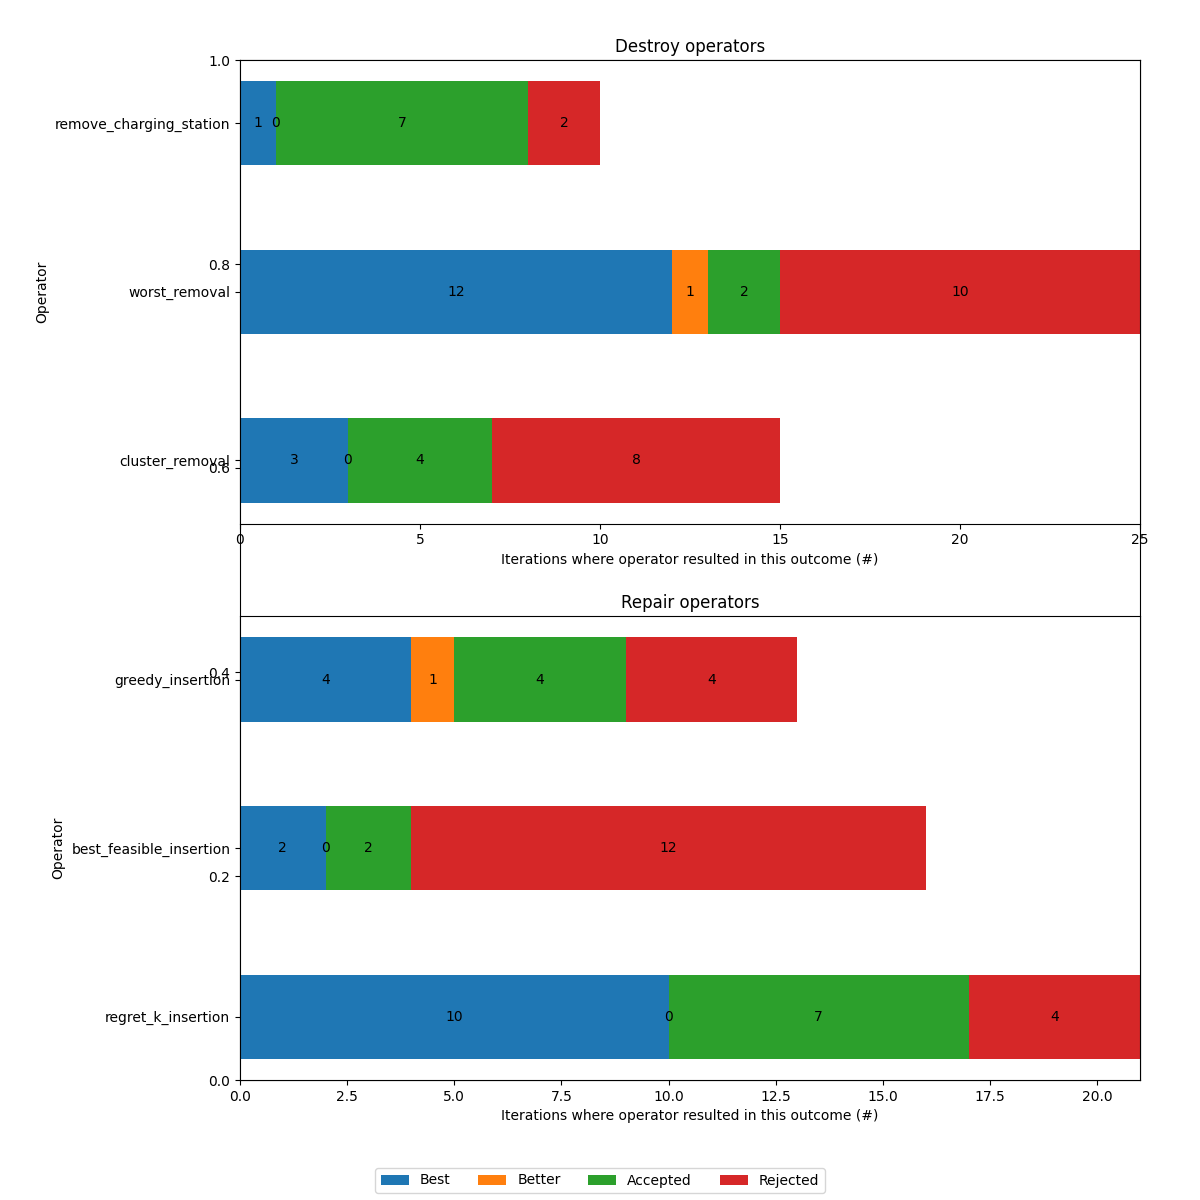 Destroy operators
1.0
remove_charging_station
1 0 7 2
0.8
worst_removal
12 1 2 10
Operator
cluster_removal
3 0 4 8
0.6
0 5 10 15 20 25
Iterations where operator resulted in this outcome (#)
Repair operators
0.4
greedy_insertion
4 1 4 4
best_feasible_insertion
2 0 2 12
Operator
0.2
regret_k_insertion
10 0 7 4
0.0
0.0 2.5 5.0 7.5 10.0 12.5 15.0 17.5 20.0
Iterations where operator resulted in this outcome (#)
Best Better Accepted Rejected